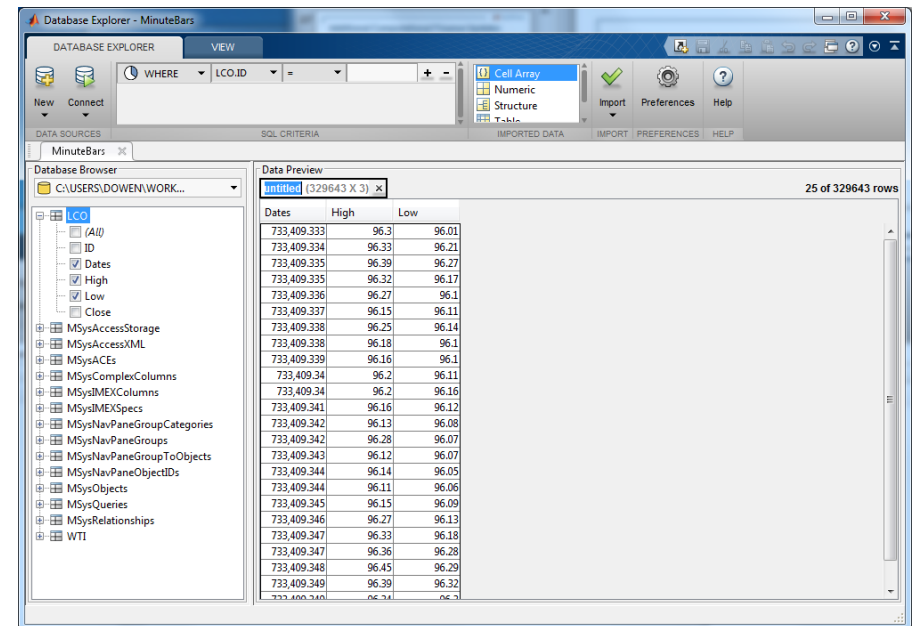 Database Explorer - MinuteBars
DATABASE EXPLORER VIEW
New Connect WHERE LCO.ID = + - Cell Array
Numeric
Structure
Table
Import Preferences Help
DATA SOURCES SQL CRITERIA IMPORTED DATA IMPORT PREFERENCES HELP
MinuteBars
Database Browser
C:\USERS\DOWEN\WORK...
LCO
(All)
ID
Dates
High
Low
Close
MSysAccessStorage
MSysAccessXML
MSysACEs
MSysComplexColumns
MSysIMEXColumns
MSysIMEXSpecs
MSysNavPaneGroupCategories
MSysNavPaneGroups
MSysNavPaneGroupToObjects
MSysNavPaneObjectIDs
MSysObjects
MSysQueries
MSysRelationships
WTI
Data Preview
untitled (329643 X 3) x 25 of 329643 rows
Dates High Low
733,409.333 96.3 96.01
733,409.334 96.33 96.21
733,409.335 96.39 96.27
733,409.335 96.32 96.17
733,409.336 96.27 96.1
733,409.337 96.15 96.11
733,409.338 96.25 96.14
733,409.338 96.18 96.1
733,409.339 96.16 96.1
733,409.34 96.2 96.11
733,409.34 96.2 96.16
733,409.341 96.16 96.12
733,409.342 96.13 96.08
733,409.342 96.28 96.07
733,409.343 96.12 96.07
733,409.344 96.14 96.05
733,409.344 96.11 96.06
733,409.345 96.15 96.09
733,409.346 96.27 96.13
733,409.347 96.33 96.18
733,409.347 96.36 96.28
733,409.348 96.45 96.29
733,409.349 96.39 96.32